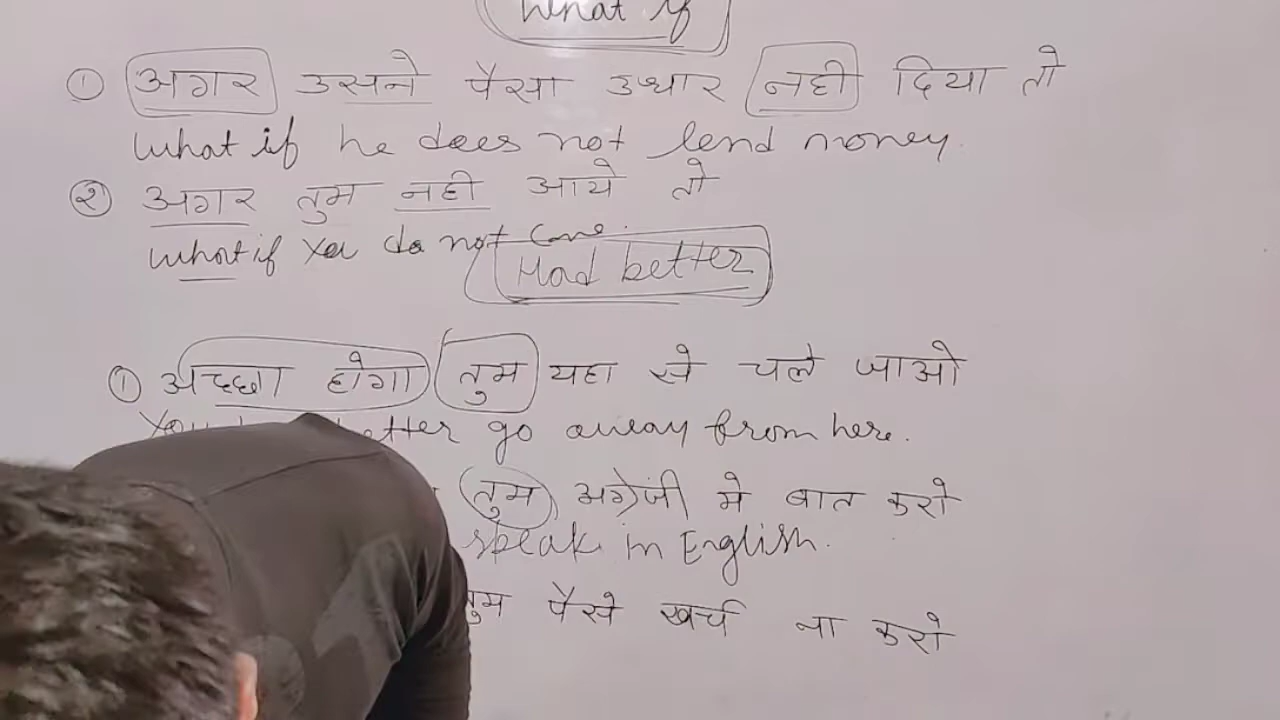 What if
① अगर उसने पैसा उधार नही दिया तो
What if he does not lend money.
② अगर तुम नही आये तो
What if You do not come.
Had better
① अच्छा होगा तुम यहा से चले जाओ
You better go away from here.
तुम अग्रेजी मे बात करो
speak in English.
तुम पैसे खर्च ना करो